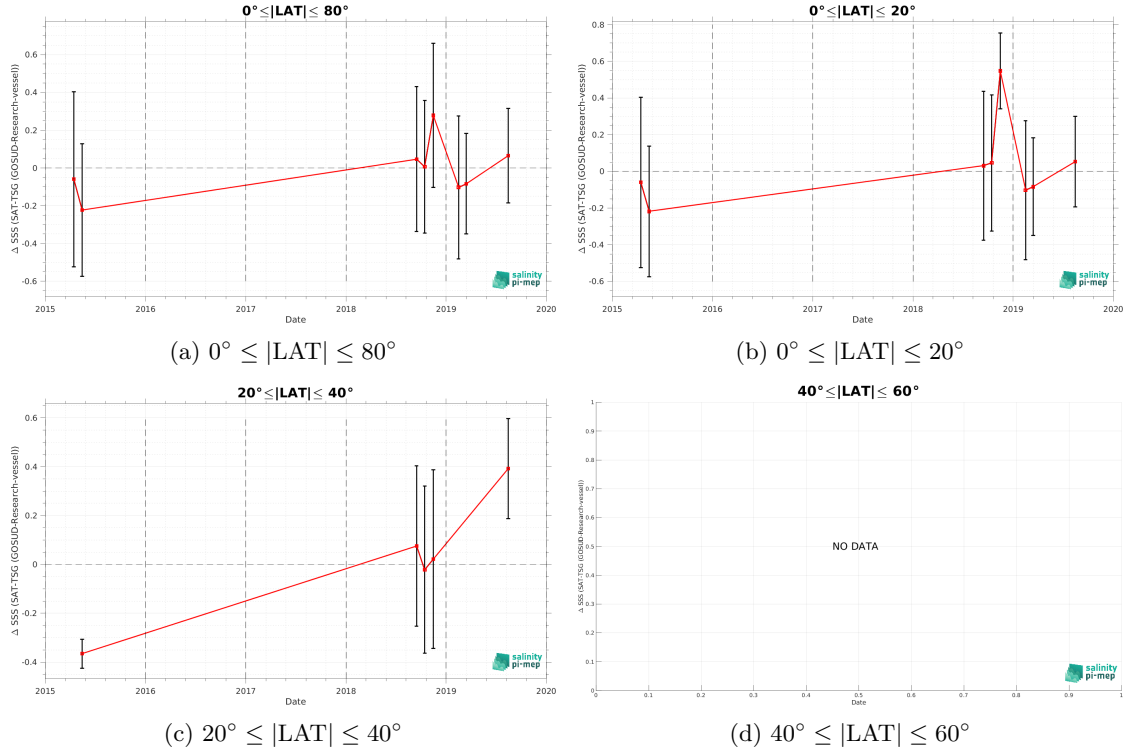 0°≤|LAT|≤ 80°
Δ SSS (SAT-TSG (GOSUD-Research-vessel))
0.6
0.4
0.2
0
-0.2
-0.4
-0.6
2015 2016 2017 2018 2019 2020
Date
salinity
pi-mep
(a) 0° ≤ |LAT| ≤ 80°
0°≤|LAT|≤ 20°
Δ SSS (SAT-TSG (GOSUD-Research-vessel))
0.8
0.6
0.4
0.2
0
-0.2
-0.4
-0.6
2015 2016 2017 2018 2019 2020
Date
salinity
pi-mep
(b) 0° ≤ |LAT| ≤ 20°
20°≤|LAT|≤ 40°
Δ SSS (SAT-TSG (GOSUD-Research-vessel))
0.6
0.4
0.2
0
-0.2
-0.4
2015 2016 2017 2018 2019 2020
Date
salinity
pi-mep
(c) 20° ≤ |LAT| ≤ 40°
40°≤|LAT|≤ 60°
Δ SSS (SAT-TSG (GOSUD-Research-vessel))
1
0.9
0.8
0.7
0.6
0.5
0.4
0.3
0.2
0.1
0
NO DATA
0 0.1 0.2 0.3 0.4 0.5 0.6 0.7 0.8 0.9 1
Date
salinity
pi-mep
(d) 40° ≤ |LAT| ≤ 60°